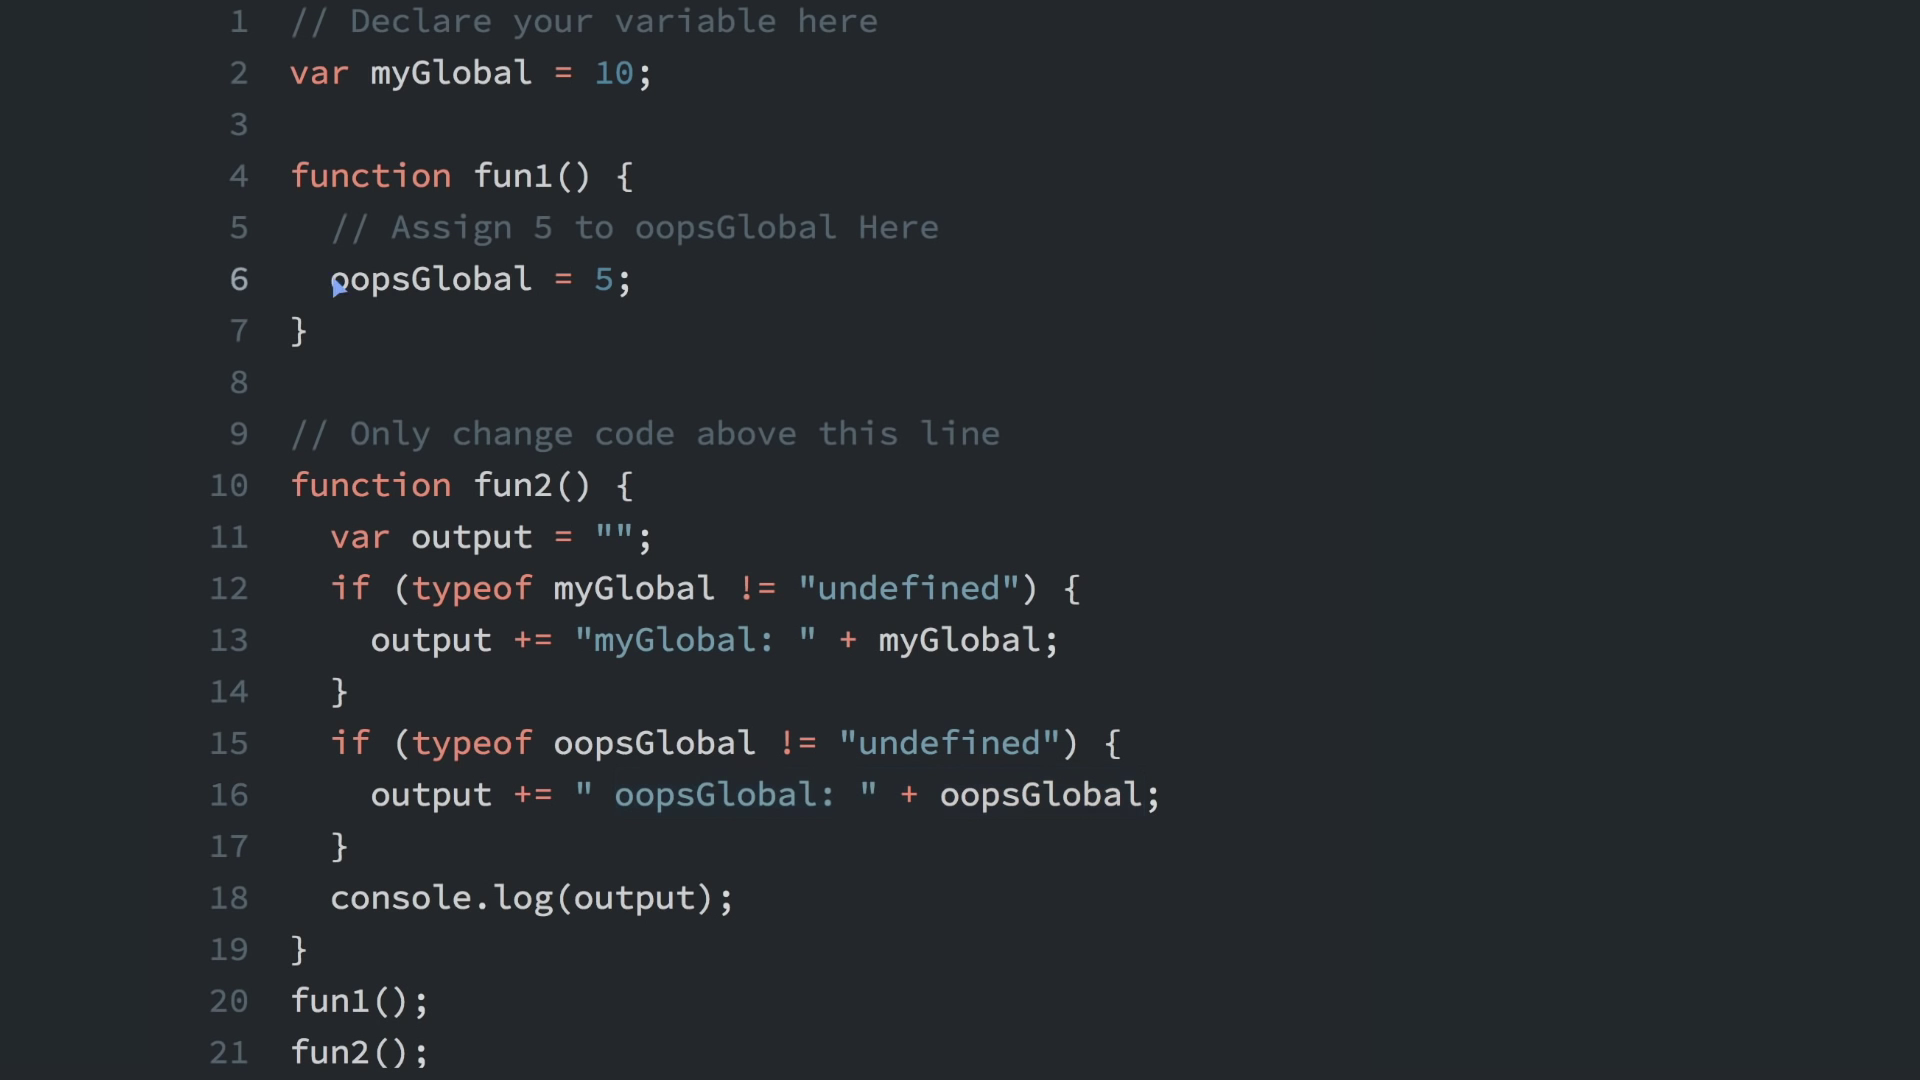 1 // Declare your variable here
2 var myGlobal = 10;
3
4 function fun1() {
5   // Assign 5 to oopsGlobal Here
6   oopsGlobal = 5;
7 }
8
9 // Only change code above this line
10 function fun2() {
11   var output = "";
12   if (typeof myGlobal != "undefined") {
13     output += "myGlobal: " + myGlobal;
14   }
15   if (typeof oopsGlobal != "undefined") {
16     output += " oopsGlobal: " + oopsGlobal;
17   }
18   console.log(output);
19 }
20 fun1();
21 fun2();